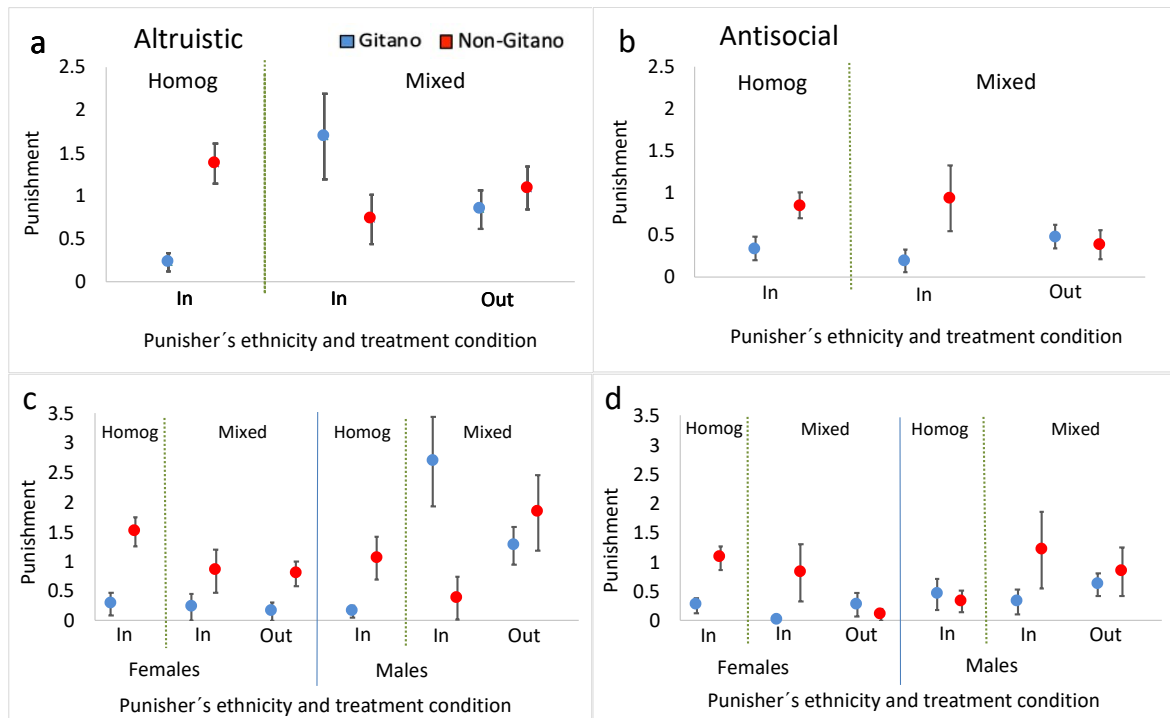 a
Altruistic
Gitano Non-Gitano
Homog Mixed
Punishment
2.5
2
1.5
1
0.5
0
In In Out
Punisher´s ethnicity and treatment condition
b
Antisocial
Homog Mixed
Punishment
2.5
2
1.5
1
0.5
0
In In Out
Punisher´s ethnicity and treatment condition
c
Homog Mixed Homog Mixed
Punishment
3.5
3
2.5
2
1.5
1
0.5
0
In In Out In In Out
Females Males
Punisher´s ethnicity and treatment condition
d
Homog Mixed Homog Mixed
Punishment
3.5
3
2.5
2
1.5
1
0.5
0
In In Out In In Out
Females Males
Punisher´s ethnicity and treatment condition